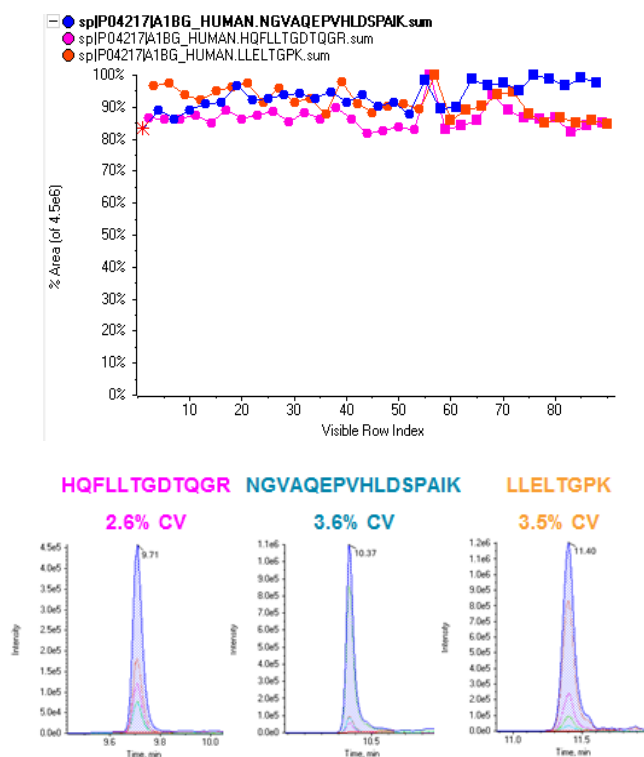 sp|P04217|A1BG_HUMAN.NGVAQEPVHLDSPAIK.sum
sp|P04217|A1BG_HUMAN.HQFLLTGDTQGR.sum
sp|P04217|A1BG_HUMAN.LLELTGPK.sum
100%
90%
80%
70%
60%
50%
40%
30%
20%
10%
0%
% Area (of 4.5e6)
10 20 30 40 50 60 70 80
Visible Row Index
HQFLLTGDTQGR NGVAQEPVHLDSPAIK LLELTGPK
2.6% CV 3.6% CV 3.5% CV
4.5e5
4.0e5
3.5e5
3.0e5
2.5e5
2.0e5
1.5e5
1.0e5
5.0e4
0.0e0
Intensity
9.71
9.6 9.8 10.0
Time, min
1.1e6
1.0e6
9.0e5
8.0e5
7.0e5
6.0e5
5.0e5
4.0e5
3.0e5
2.0e5
1.0e5
0.0e0
Intensity
10.37
10.5
Time, min
1.2e6
1.1e6
1.0e6
9.0e5
8.0e5
7.0e5
6.0e5
5.0e5
4.0e5
3.0e5
2.0e5
1.0e5
0.0e0
Intensity
11.40
11.0 11.5
Time, min